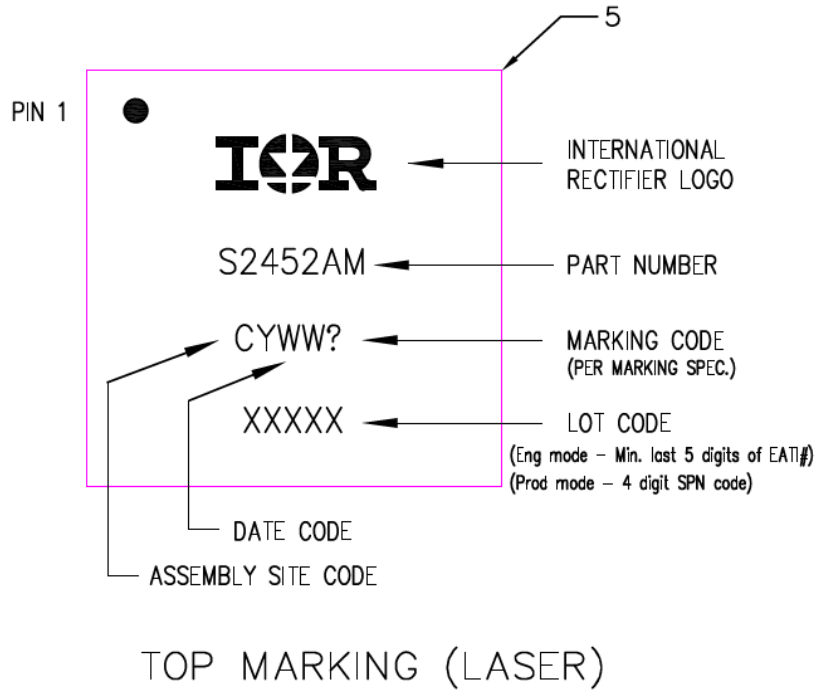 5
PIN 1
IOR
INTERNATIONAL
RECTIFIER LOGO
S2452AM
PART NUMBER
CYWW?
MARKING CODE
(PER MARKING SPEC.)
XXXXX
LOT CODE
(Eng mode - Min. last 5 digits of EATI#)
(Prod mode - 4 digit SPN code)
DATE CODE
ASSEMBLY SITE CODE
TOP MARKING (LASER)